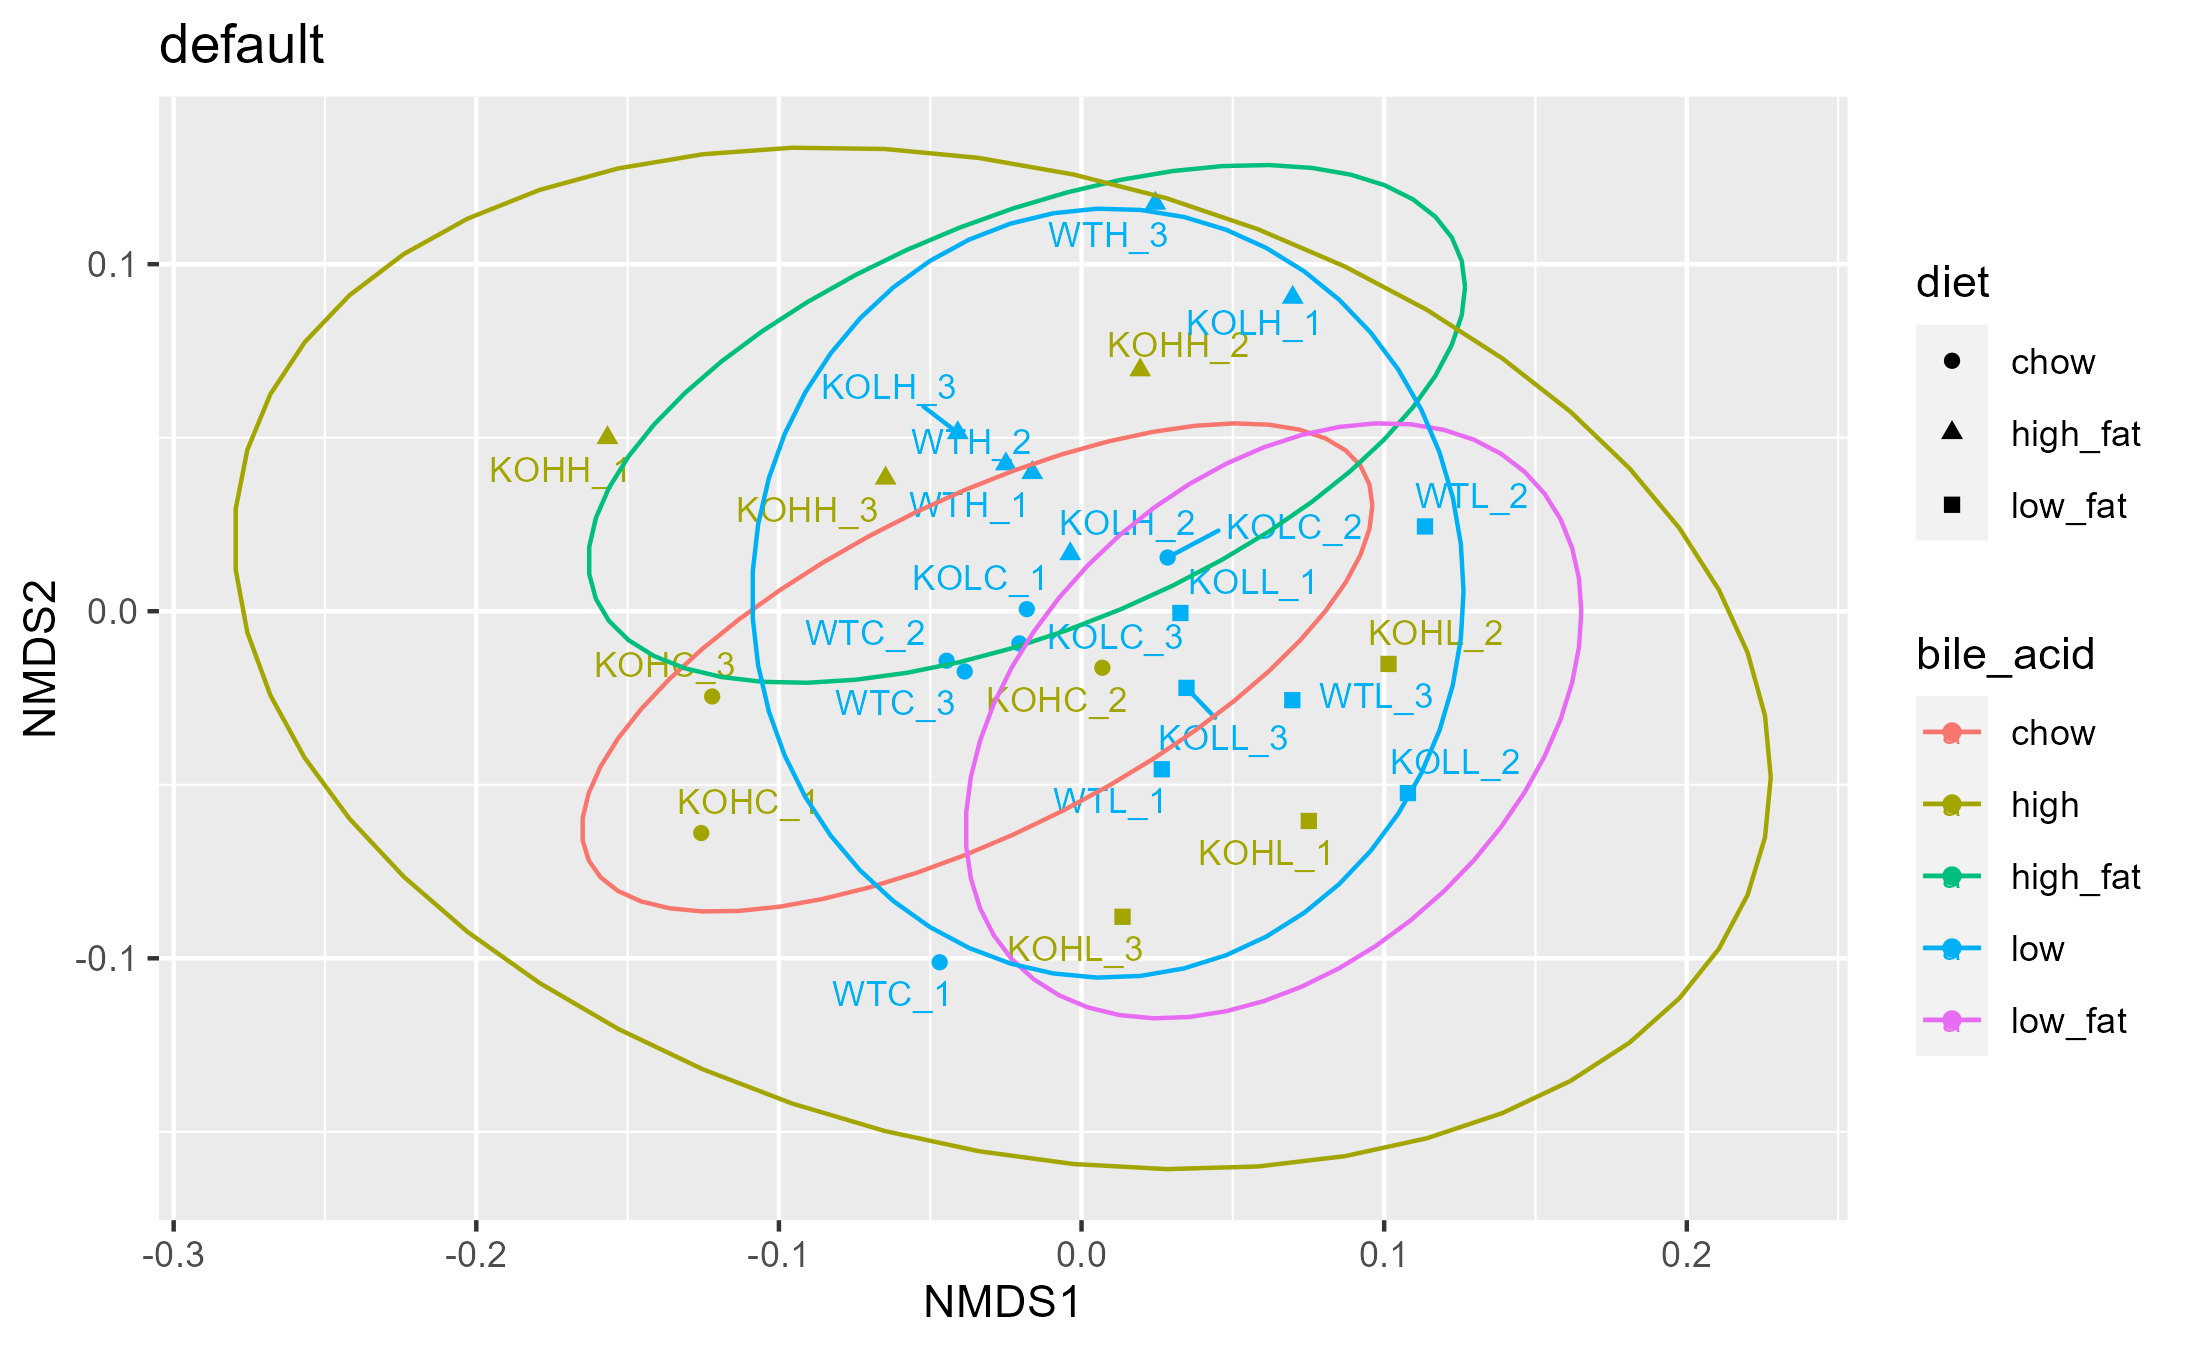 default
NMDS2
0.1
0.0
-0.1
-0.3
-0.2
-0.1
0.0
0.1
0.2
NMDS1
WTH_3
KOLH_1
KOHH_2
KOLH_3
WTH_2
KOHH_1
KOHH_3
WTH_1
KOLH_2
KOLC_2
WTL_2
KOLC_1
KOLL_1
WTC_2
KOLC_3
KOHL_2
KOHC_3
WTC_3
KOHC_2
WTL_3
KOLL_3
KOLL_2
KOHC_1
WTL_1
KOHL_1
KOHL_3
WTC_1
diet
chow
high_fat
low_fat
bile_acid
chow
high
high_fat
low
low_fat